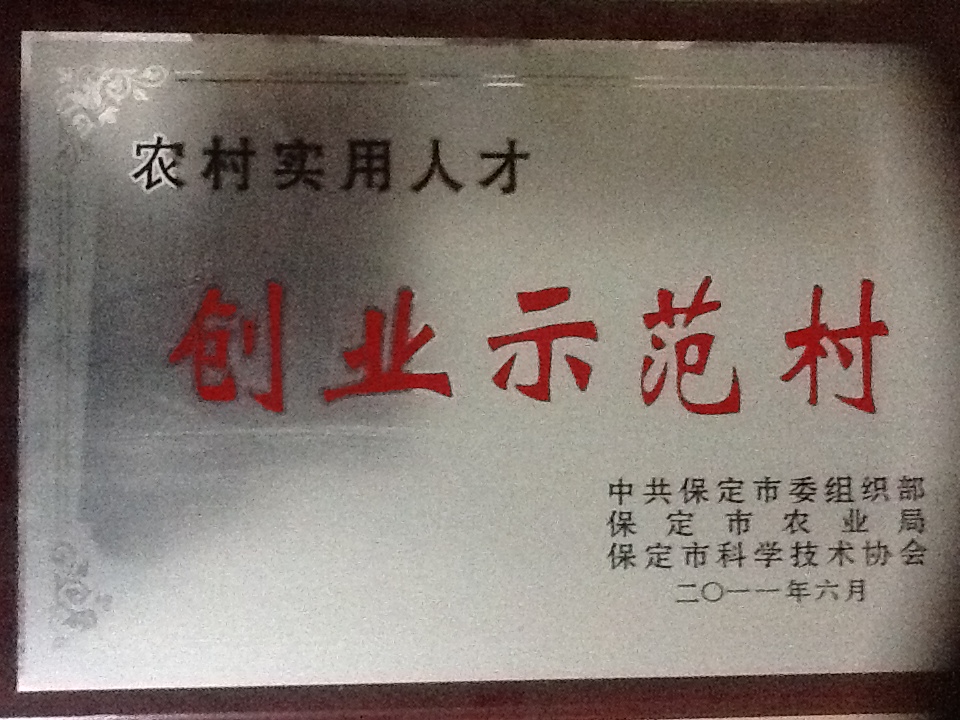 农村实用人才
创业示范村
中共保定市委组织部
保定市农业局
保定市科学技术协会
二〇一一年六月